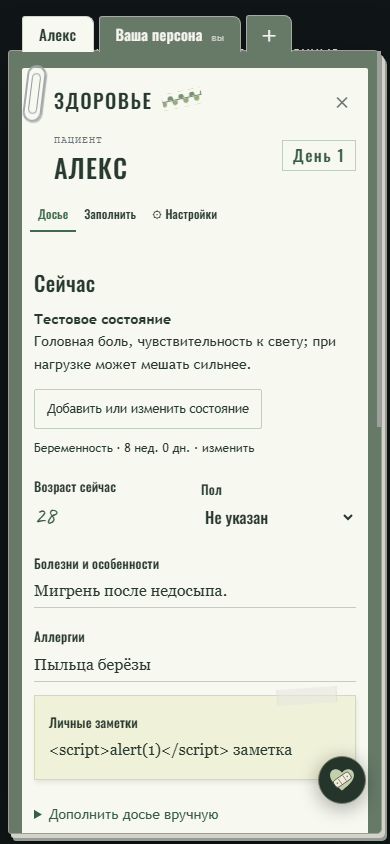 Алекс
Ваша персона вы
+
ЗДОРОВЬЕ
×
ПАЦИЕНТ
АЛЕКС
День 1
Досье Заполнить ⚙ Настройки
Сейчас
Тестовое состояние
Головная боль, чувствительность к свету; при
нагрузке может мешать сильнее.
Добавить или изменить состояние
Беременность · 8 нед. 0 дн. · изменить
Возраст сейчас
Пол
28
Не указан
Болезни и особенности
Мигрень после недосыпа.
Аллергии
Пыльца берёзы
Личные заметки
<script>alert(1)</script> заметка
▶ Дополнить досье вручную